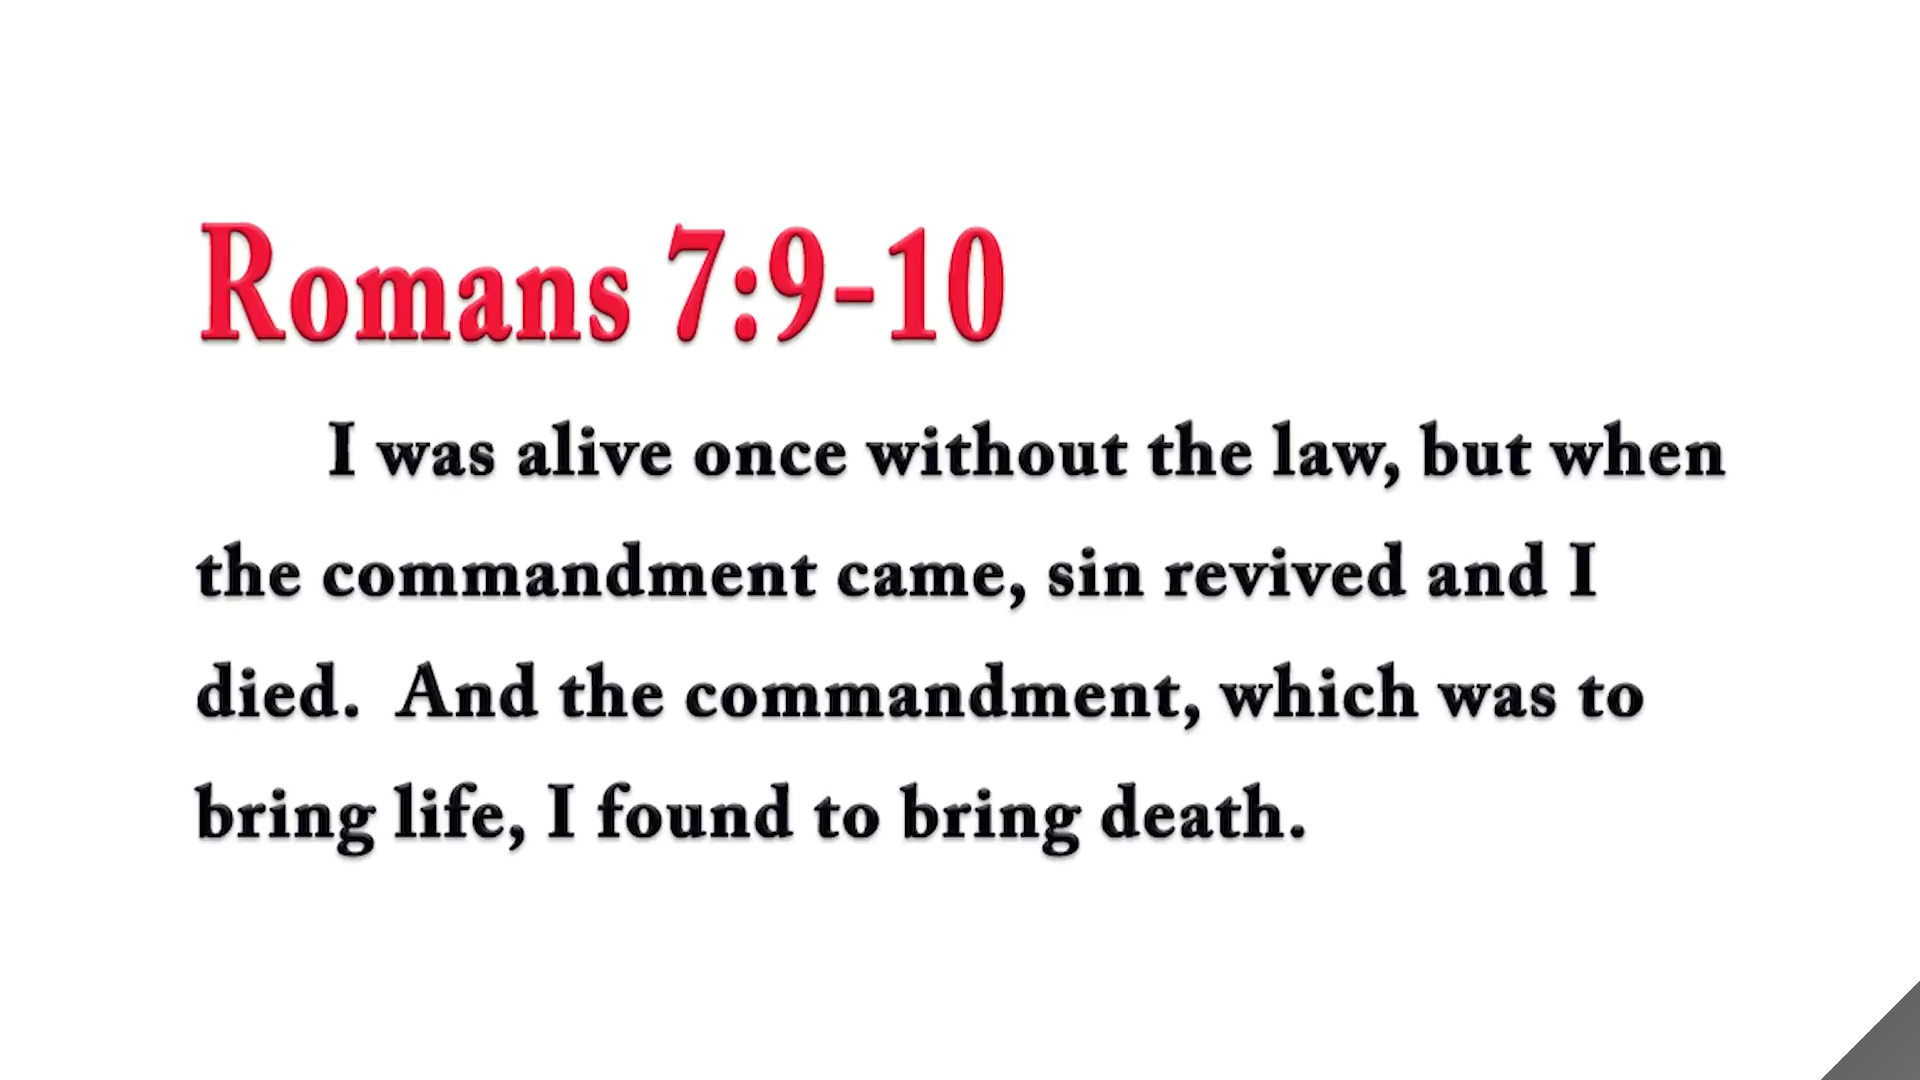 Romans 7:9-10
I was alive once without the law, but when
the commandment came, sin revived and I
died.  And the commandment, which was to
bring life, I found to bring death.